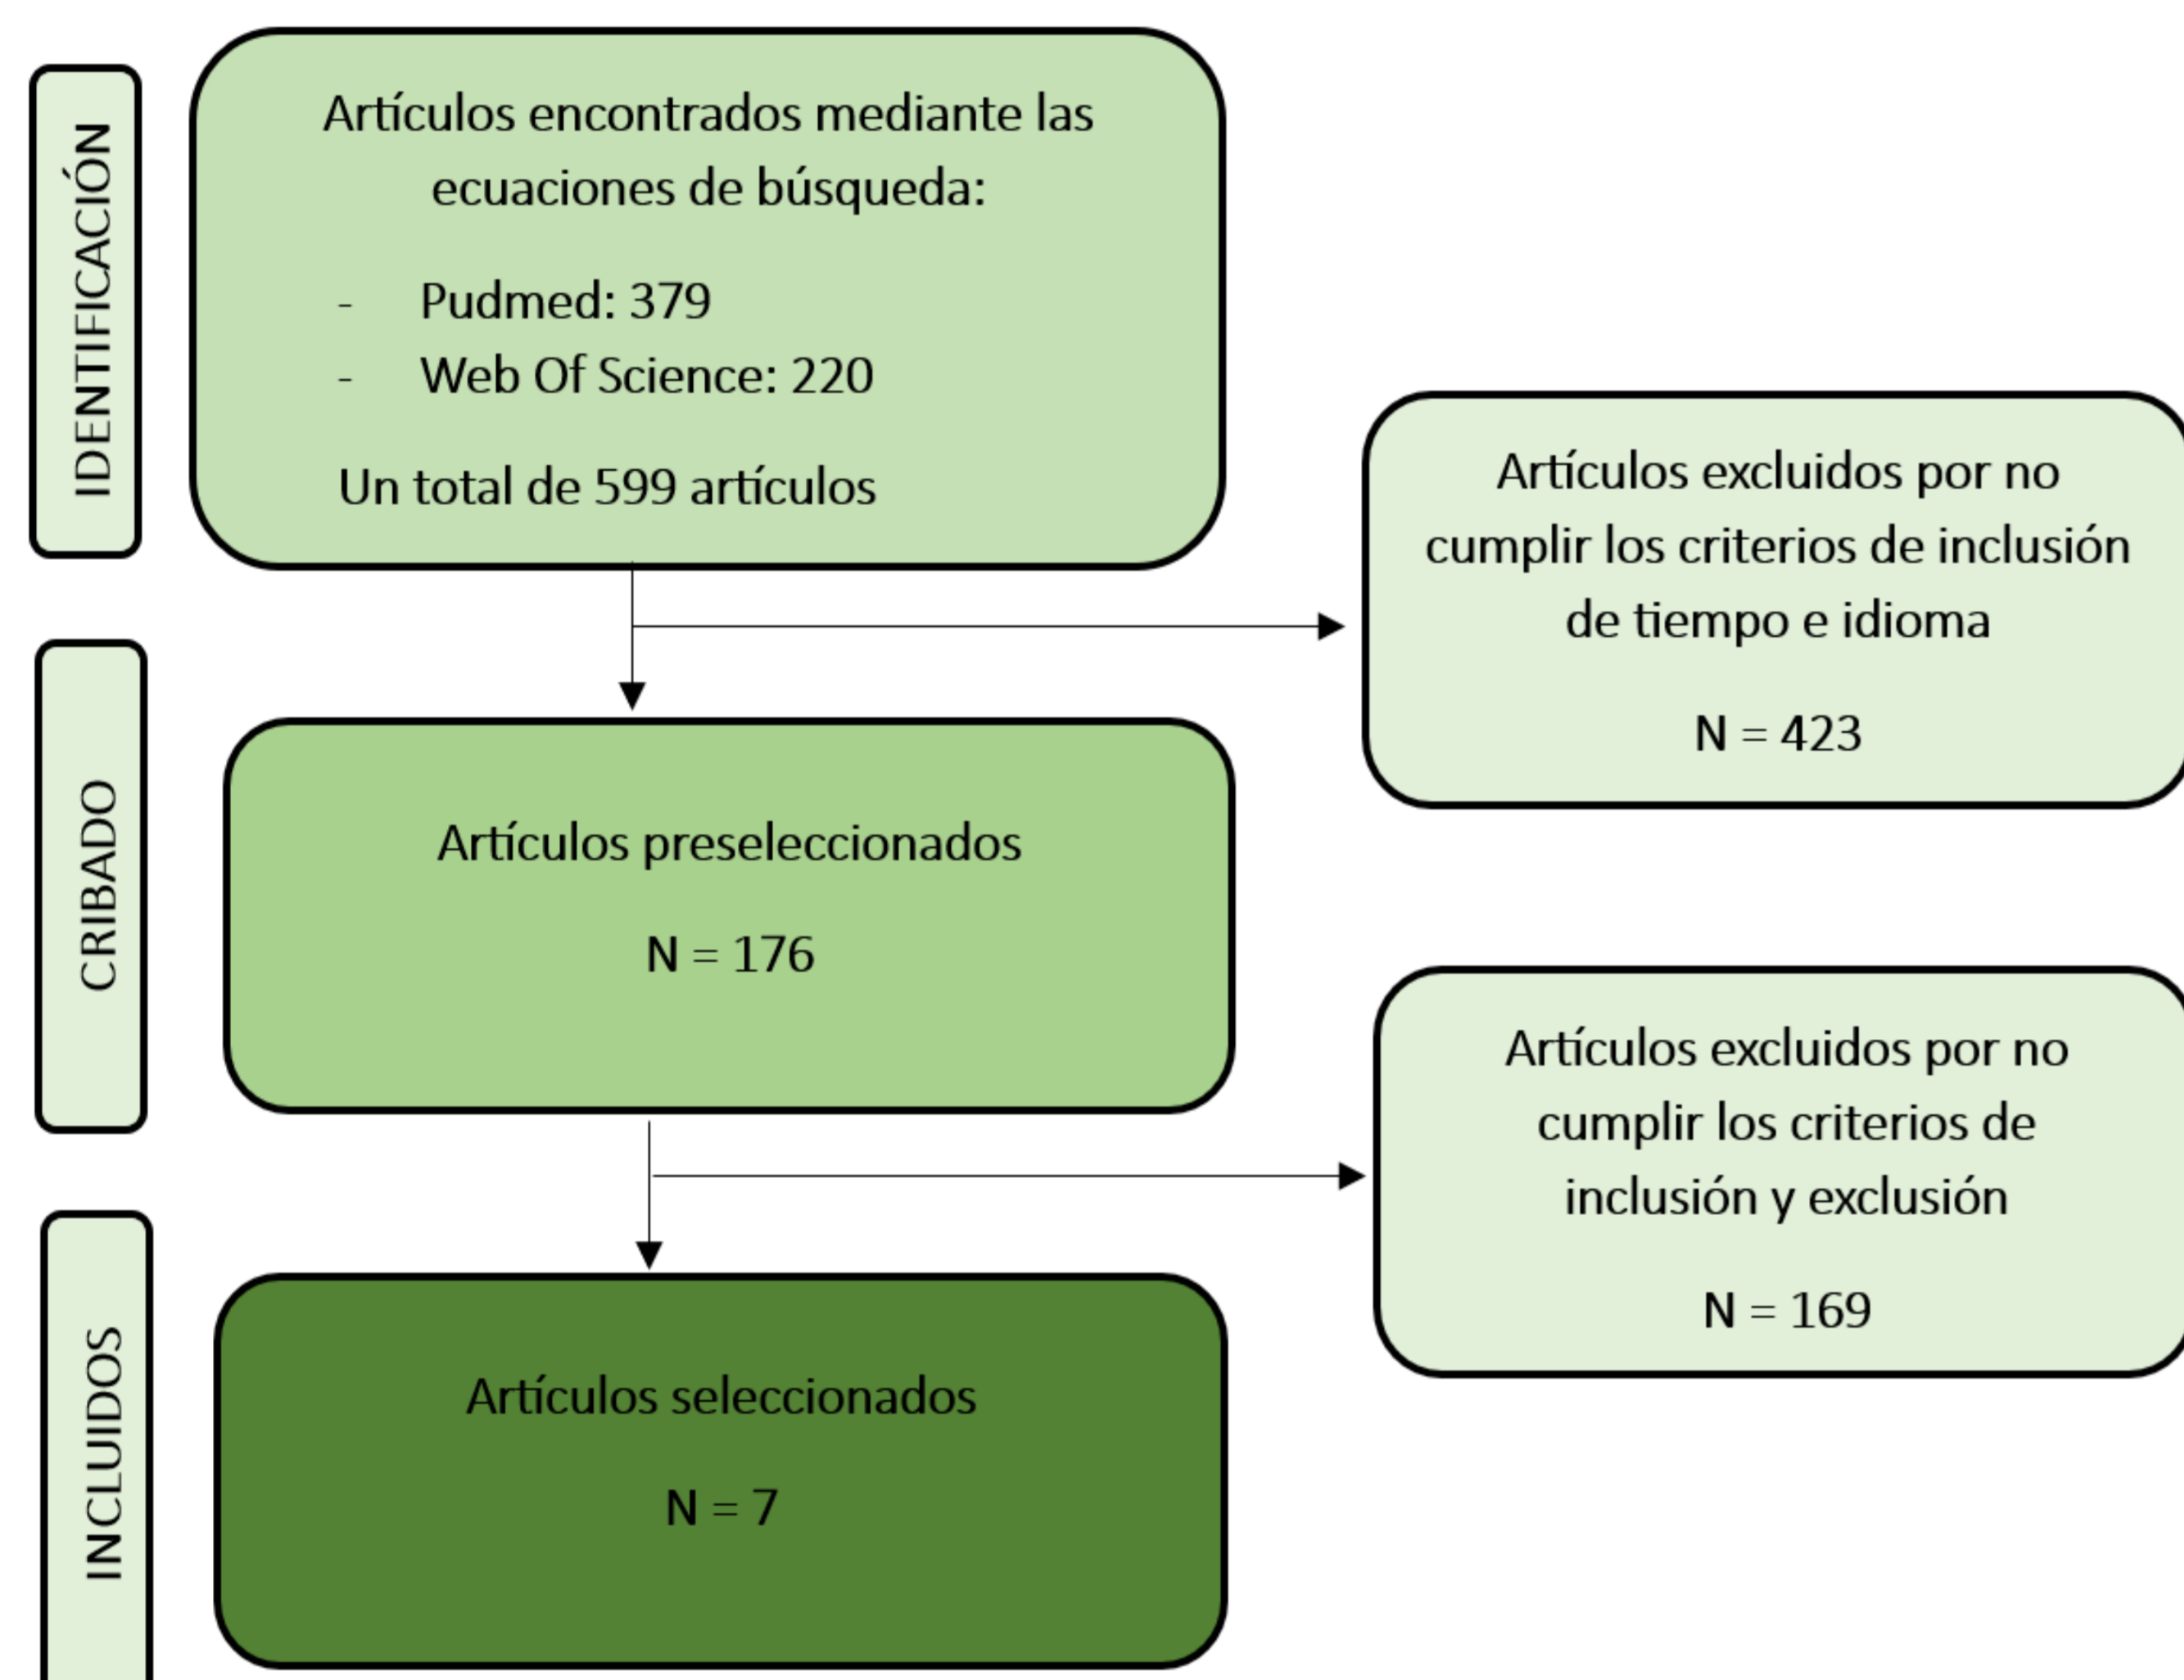 IDENTIFICACIÓN
Artículos encontrados mediante las
ecuaciones de búsqueda:
- Pudmed: 379
- Web Of Science: 220
Un total de 599 artículos
Artículos excluidos por no
cumplir los criterios de inclusión
de tiempo e idioma
N = 423
CRIBADO
Artículos preseleccionados
N = 176
Artículos excluidos por no
cumplir los criterios de
inclusión y exclusión
N = 169
INCLUIDOS
Artículos seleccionados
N = 7